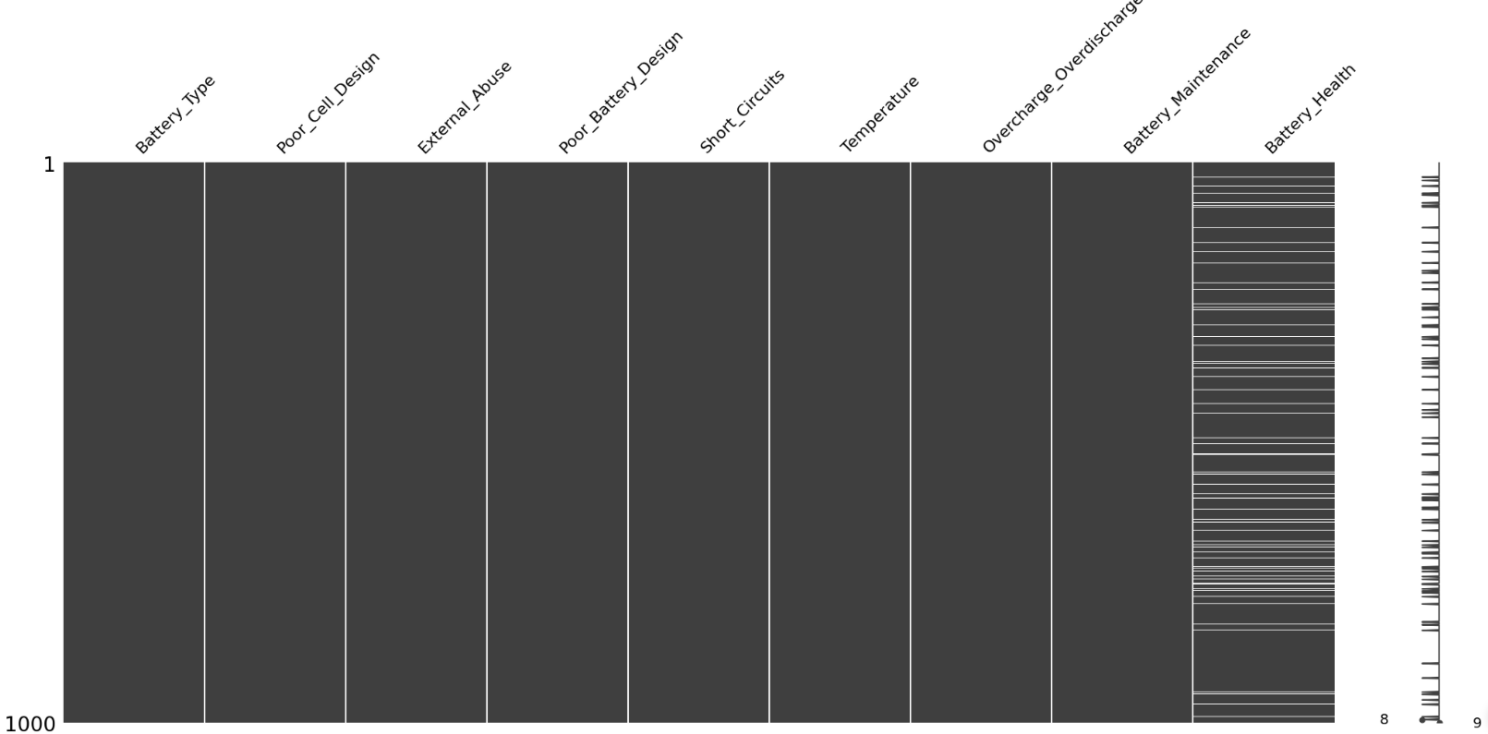 Battery_Type
Poor_Cell_Design
External_Abuse
Poor_Battery_Design
Short_Circuits
Temperature
Overcharge_Overdischarge
Battery_Maintenance
Battery_Health
1
1000
8
9